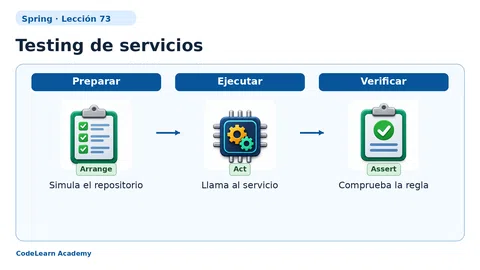 Spring · Lección 73
Testing de servicios
Preparar
Ejecutar
Verificar
Arrange
Act
Assert
Simula el repositorio
Llama al servicio
Comprueba la regla
CodeLearn Academy